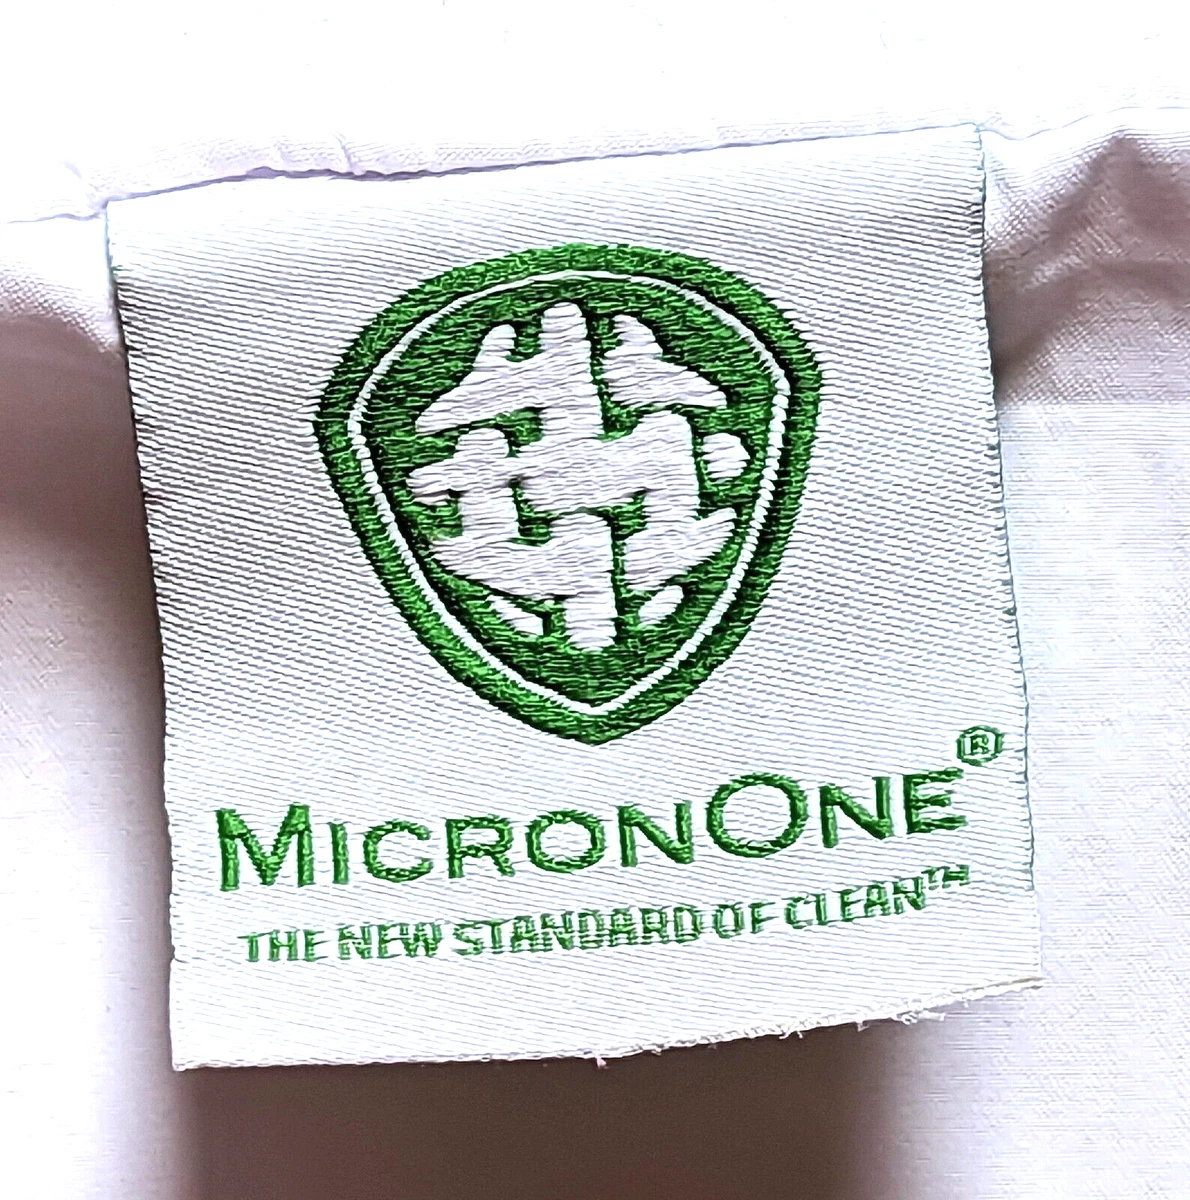 MICRONONE®
THE NEW STANDARD OF CLEAN™